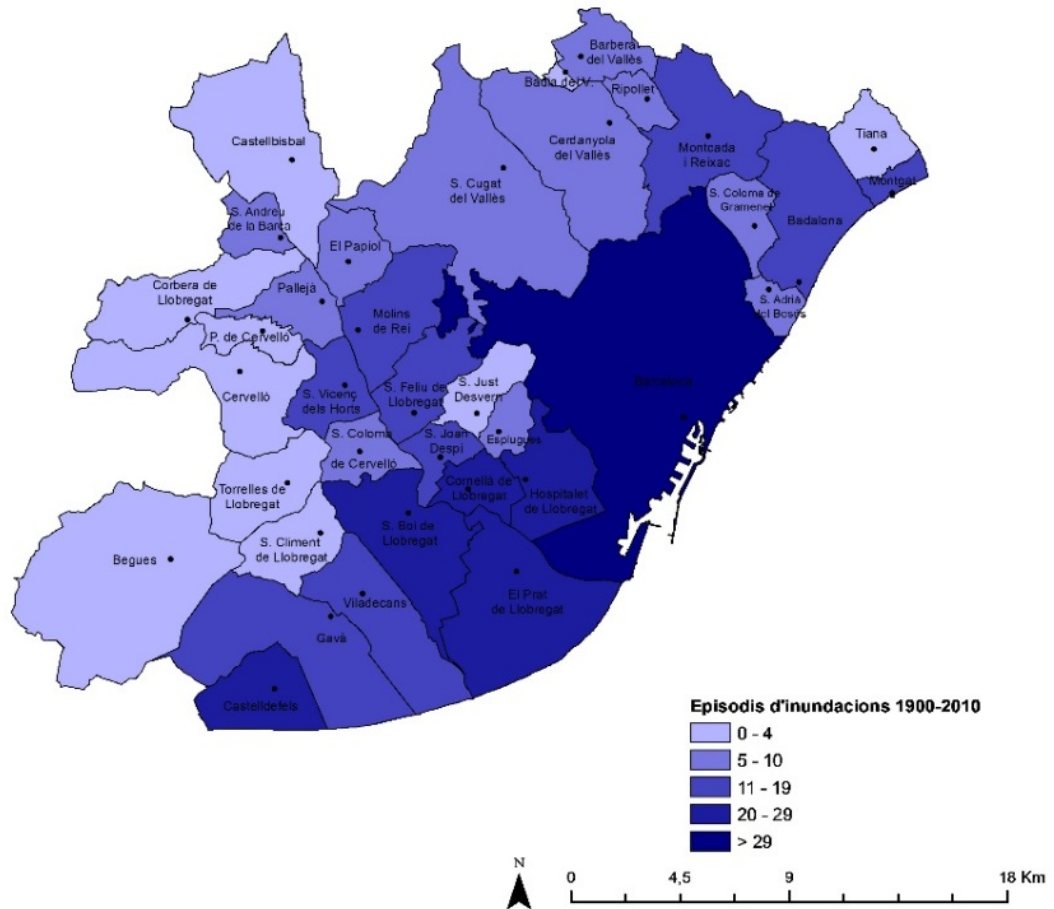 Barberà
del Vallès
Badia del V.
Ripollet
Tiana
Castellbisbal
Cerdanyola
del Vallès
Montcada
i Reixac
S. Cugat
del Vallès
Montgat
S. Coloma de
Gramenet
Badalona
S. Andreu
de la Barca
El Papiol
Corbera de
Llobregat
Pallejà
S. Adrià
del Besòs
Molins
de Rei
P. de Cervelló
Cervelló
S. Vicenç
dels Horts
S. Feliu de
Llobregat
S. Just
Desvern
Barcelona
S. Coloma
de Cervelló
S. Joan
Despí
Esplugues
Torrelles de
Llobregat
Cornellà de
Llobregat
Hospitalet
de Llobregat
S. Boi de
Llobregat
S. Climent
de Llobregat
Begues
Viladecans
El Prat
de Llobregat
Gavà
Castelldefels
Episodis d'inundacions 1900-2010
0 - 4
5 - 10
11 - 19
20 - 29
> 29
N
0 4,5 9 18 Km